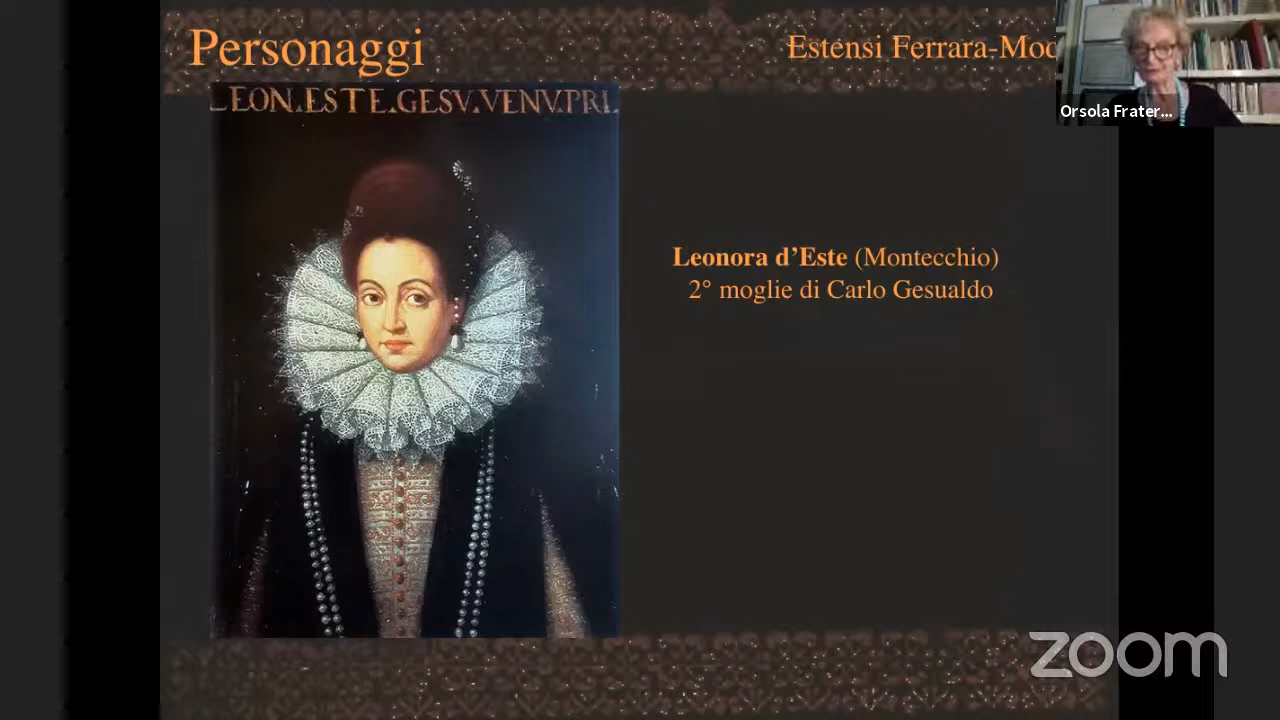 Personaggi
Estensi Ferrara-Moc
Orsola Frater...
LEON.ESTE.GESV.VENV.PRI.
Leonora d'Este (Montecchio)
2° moglie di Carlo Gesualdo
zoom